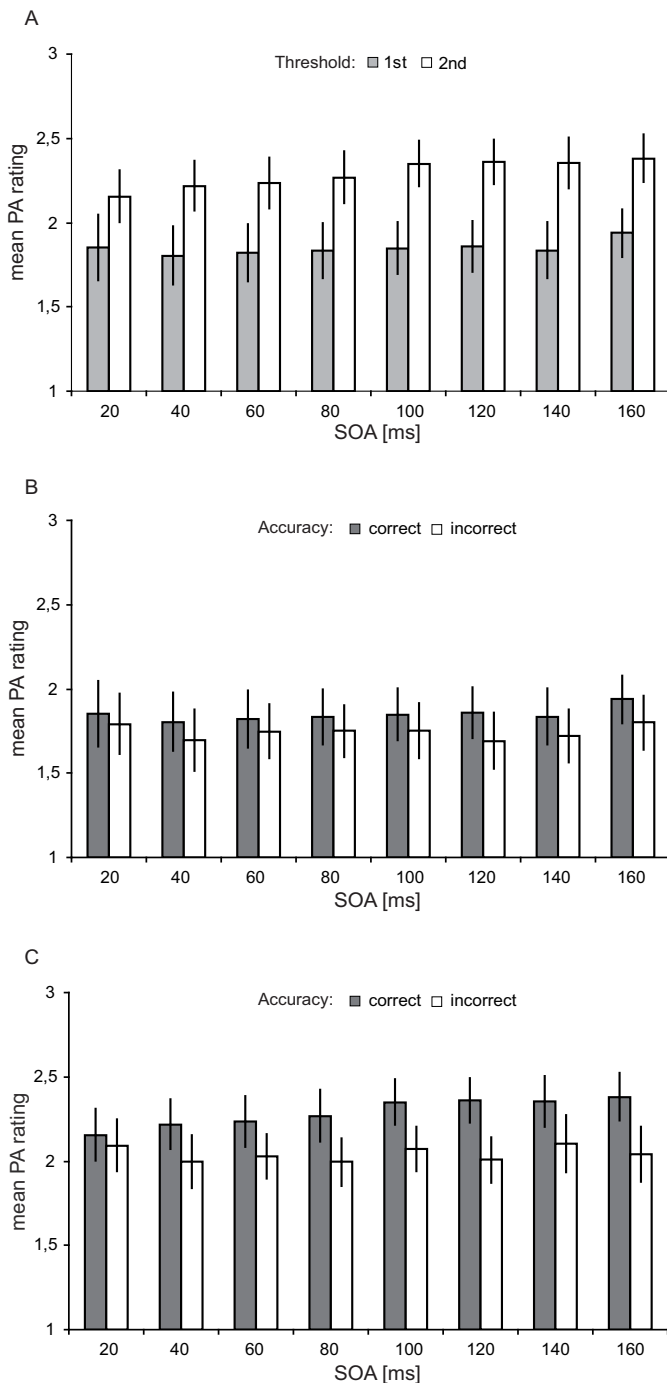 A
Threshold: 1st 2nd
3
2,5
2
1,5
1
mean PA rating
20 40 60 80 100 120 140 160
SOA [ms]
B
Accuracy: correct incorrect
3
2,5
2
1,5
1
mean PA rating
20 40 60 80 100 120 140 160
SOA [ms]
C
Accuracy: correct incorrect
3
2,5
2
1,5
1
mean PA rating
20 40 60 80 100 120 140 160
SOA [ms]